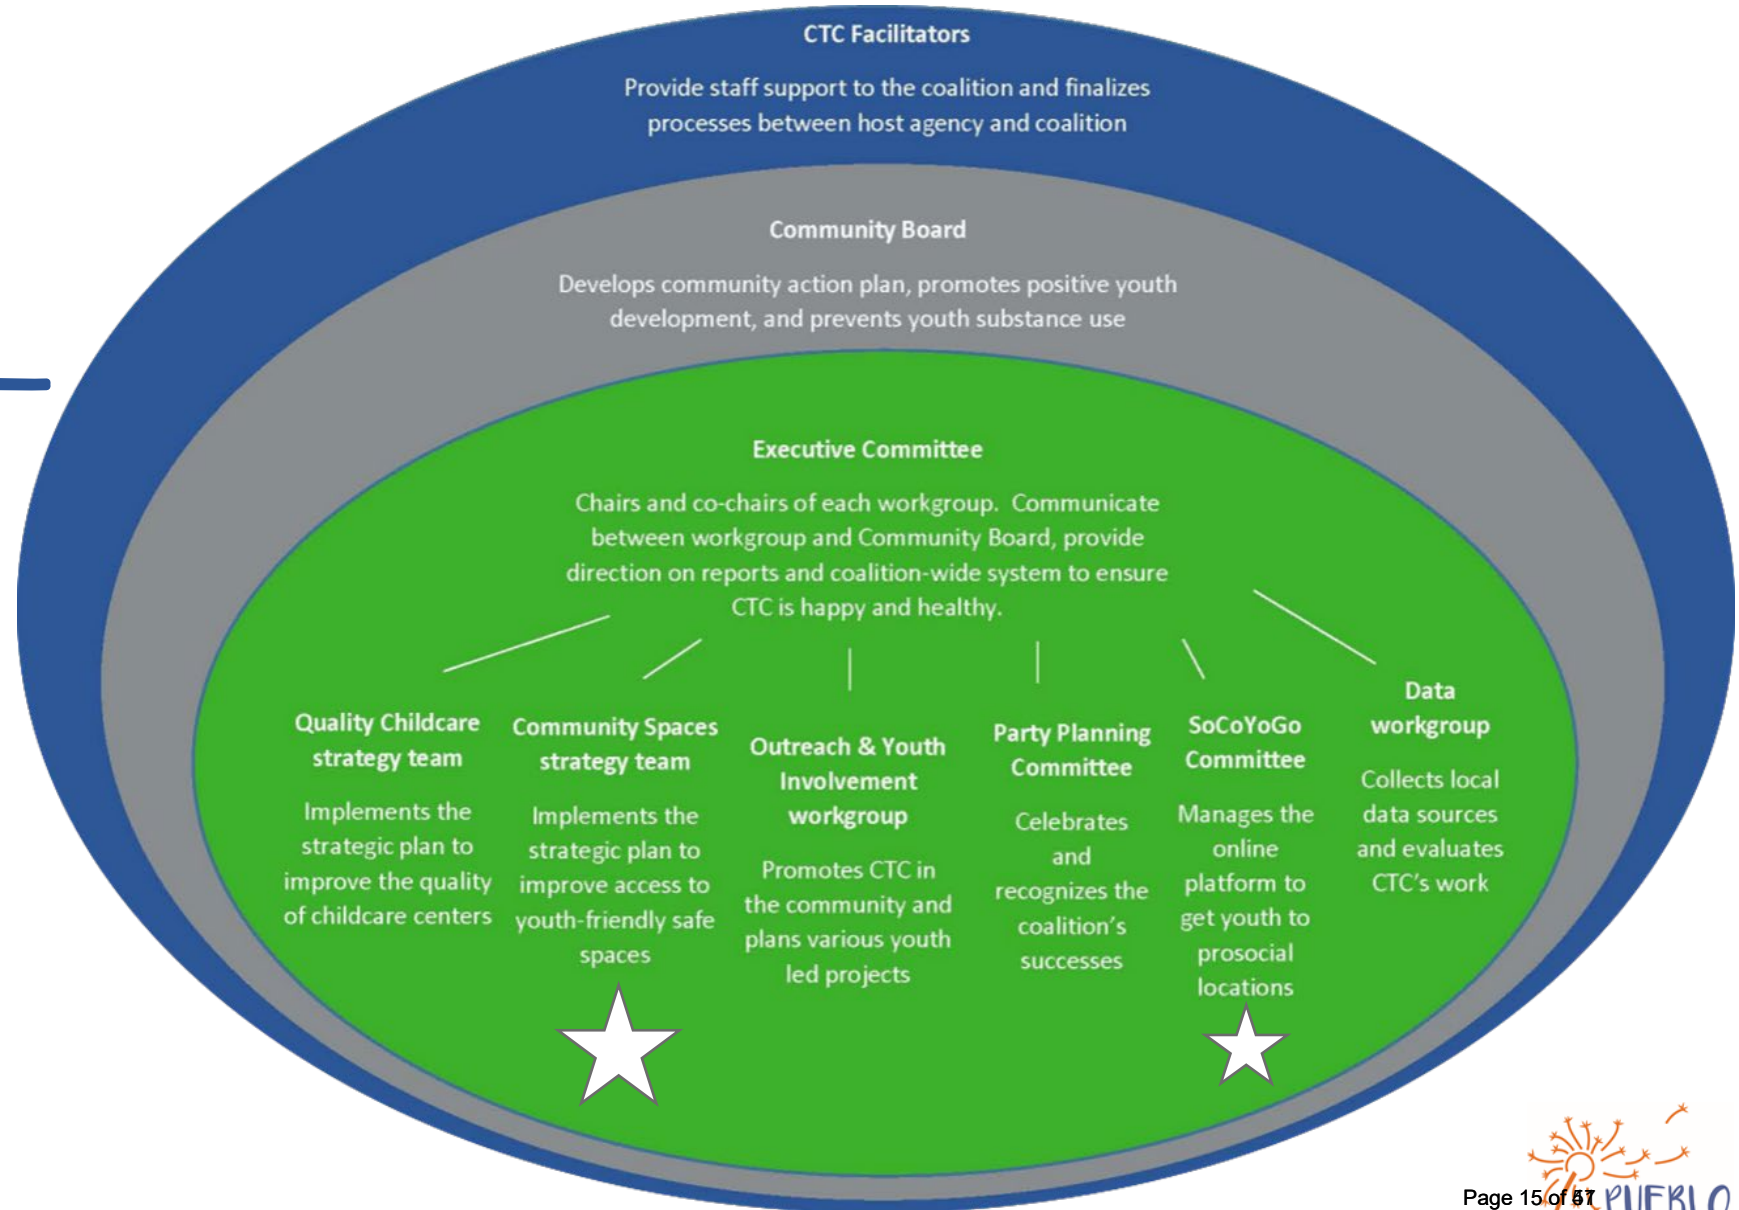 CTC Facilitators
Provide staff support to the coalition and finalizes
processes between host agency and coalition
Community Board
Develops community action plan, promotes positive youth
development, and prevents youth substance use
Executive Committee
Chairs and co-chairs of each workgroup.  Communicate
between workgroup and Community Board, provide
direction on reports and coalition-wide system to ensure
CTC is happy and healthy.
Quality Childcare
strategy team
Implements the
strategic plan to
improve the quality
of childcare centers
Community Spaces
strategy team
Implements the
strategic plan to
improve access to
youth-friendly safe
spaces
Outreach & Youth
Involvement
workgroup
Promotes CTC in
the community and
plans various youth
led projects
Party Planning
Committee
Celebrates
and
recognizes the
coalition's
successes
SoCoYoGo
Committee
Manages the
online
platform to
get youth to
prosocial
locations
Data
workgroup
Collects local
data sources
and evaluates
CTC's work
Page 15 of
PUEBLO